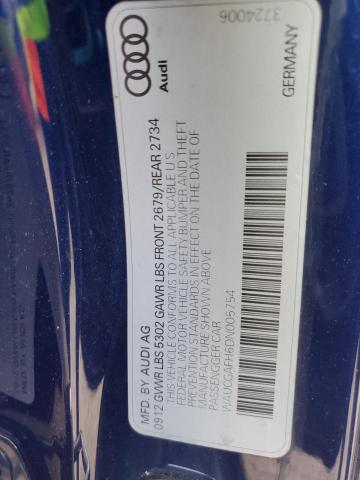 3724006
Audi
GERMANY
MFD. BY AUDI AG
0912 GVWR LBS 5302 GAWR LBS FRONT 2679/REAR 2734
THIS VEHICLE CONFORMS TO ALL APPLICABLE U S
FEDERAL MOTOR VEHICLE SAFETY BUMPER AND THEFT
PREVENTION STANDARDS IN EFFECT ON THE DATE OF
MANUFACTURE SHOWN ABOVE.
PASSENGER CAR
WAUCGAFH6DN005754